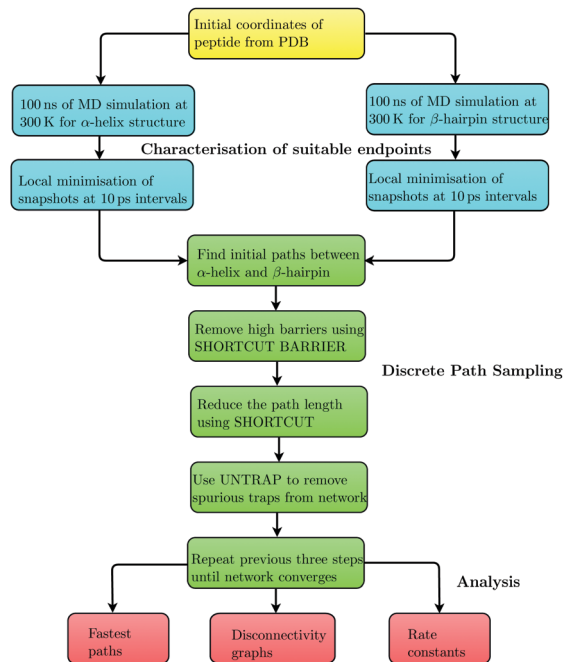 Initial coordinates of
peptide from PDB
100 ns of MD simulation at
300 K for α-helix structure
100 ns of MD simulation at
300 K for β-hairpin structure
Characterisation of suitable endpoints
Local minimisation of
snapshots at 10 ps intervals
Local minimisation of
snapshots at 10 ps intervals
Find initial paths between
α-helix and β-hairpin
Remove high barriers using
SHORTCUT BARRIER
Discrete Path Sampling
Reduce the path length
using SHORTCUT
Use UNTRAP to remove
spurious traps from network
Repeat previous three steps
until network converges
Analysis
Fastest
paths
Disconnectivity
graphs
Rate
constants